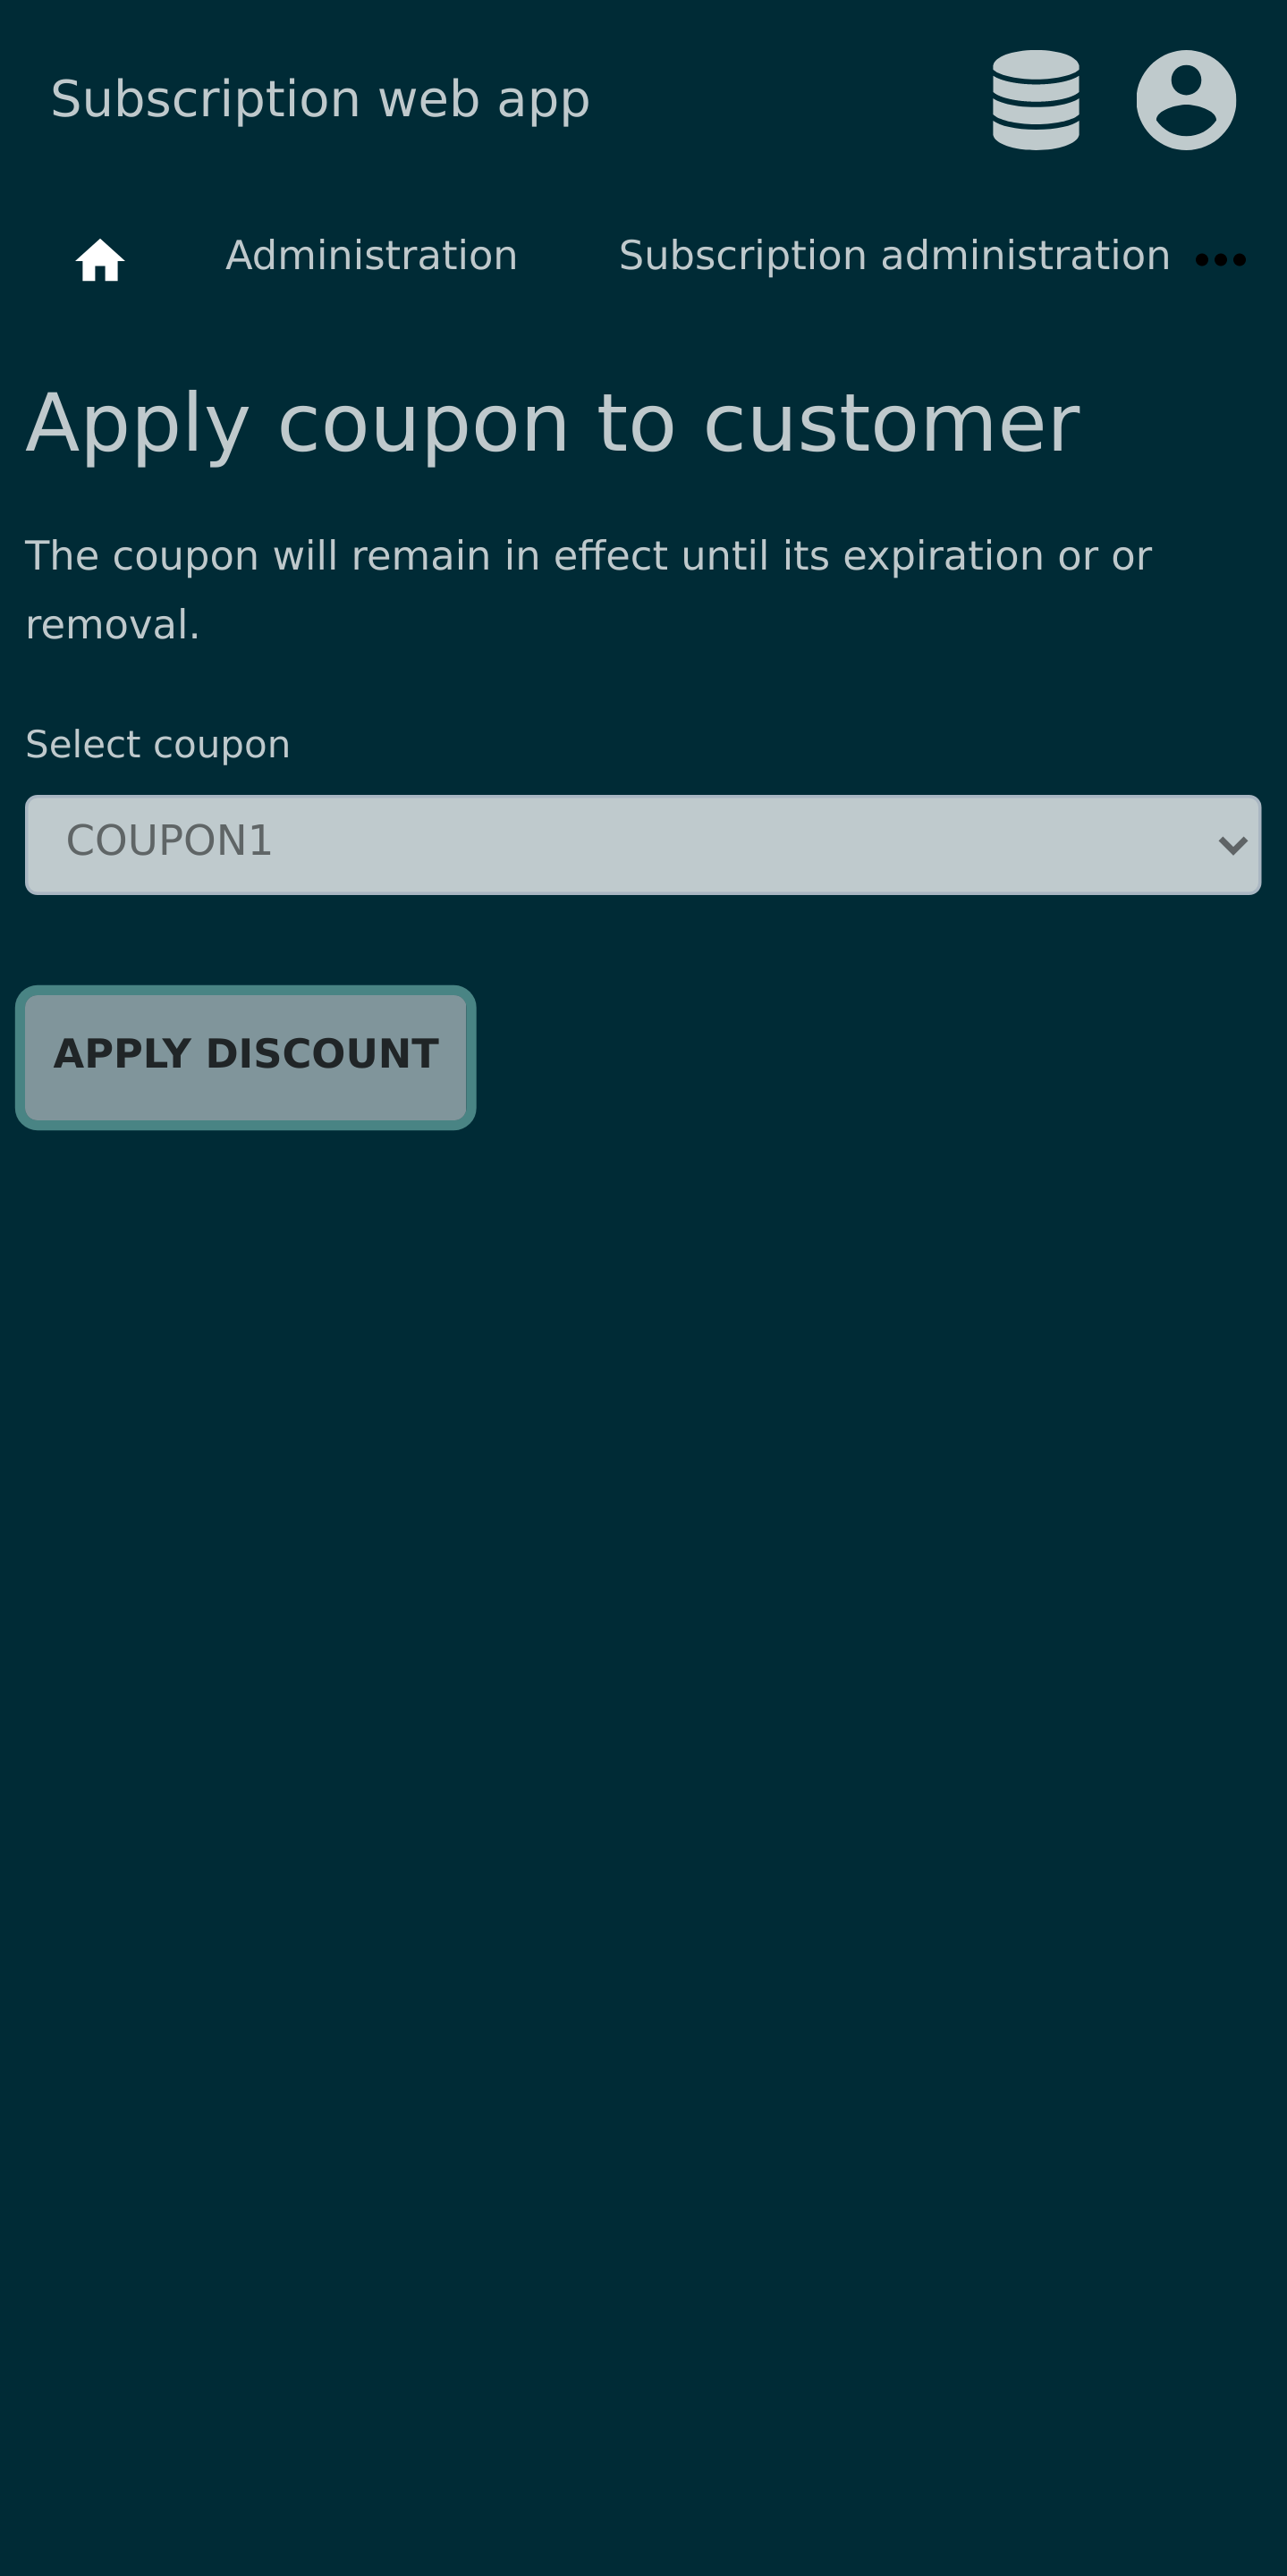 Subscription web app
Administration
Subscription administration
Apply coupon to customer
The coupon will remain in effect until its expiration or or
removal.
Select coupon
COUPON1
APPLY DISCOUNT